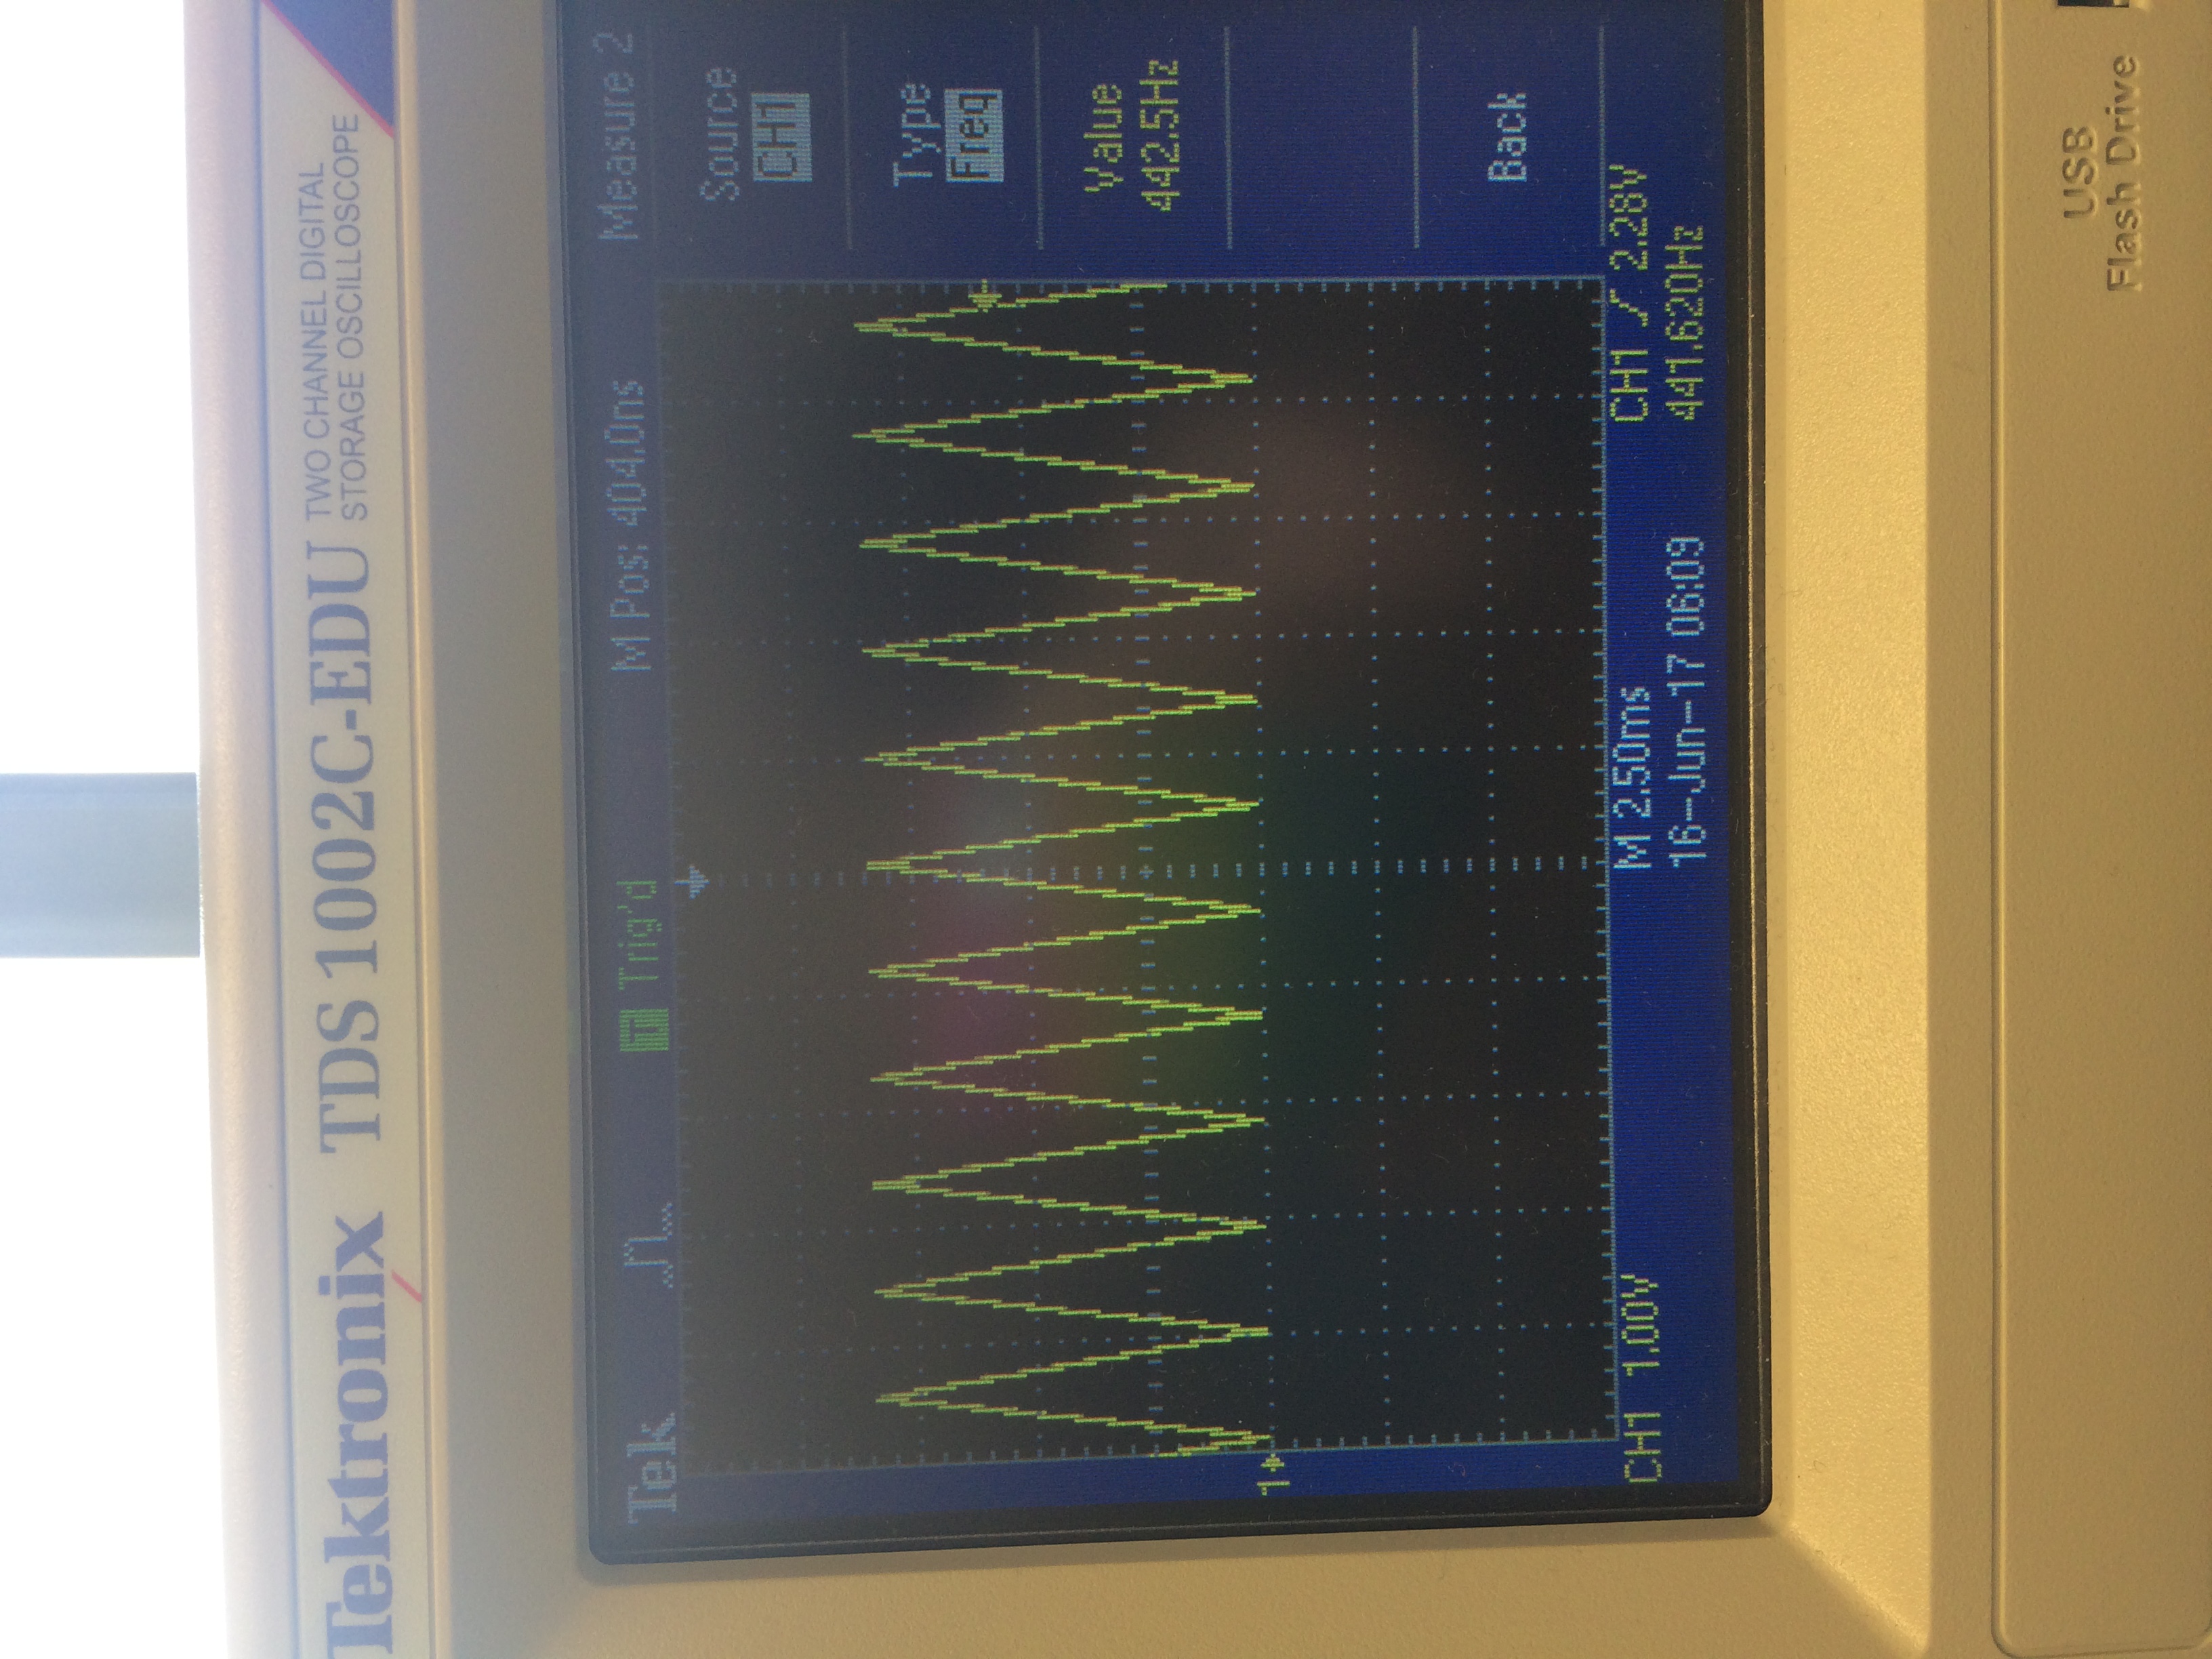 Tektronix TDS 1002C-EDU TWO CHANNEL DIGITAL
STORAGE OSCILLOSCOPE
Tek T Trig'd M Pos: 404.0ns Measure 2
Source
CH1
Type
Freq
Value
442.5Hz
1
Back
CH1 1.00V M 2.50ms CH1 2.28V
16-Jun-17 06:09 441.620Hz
USB
Flash Drive